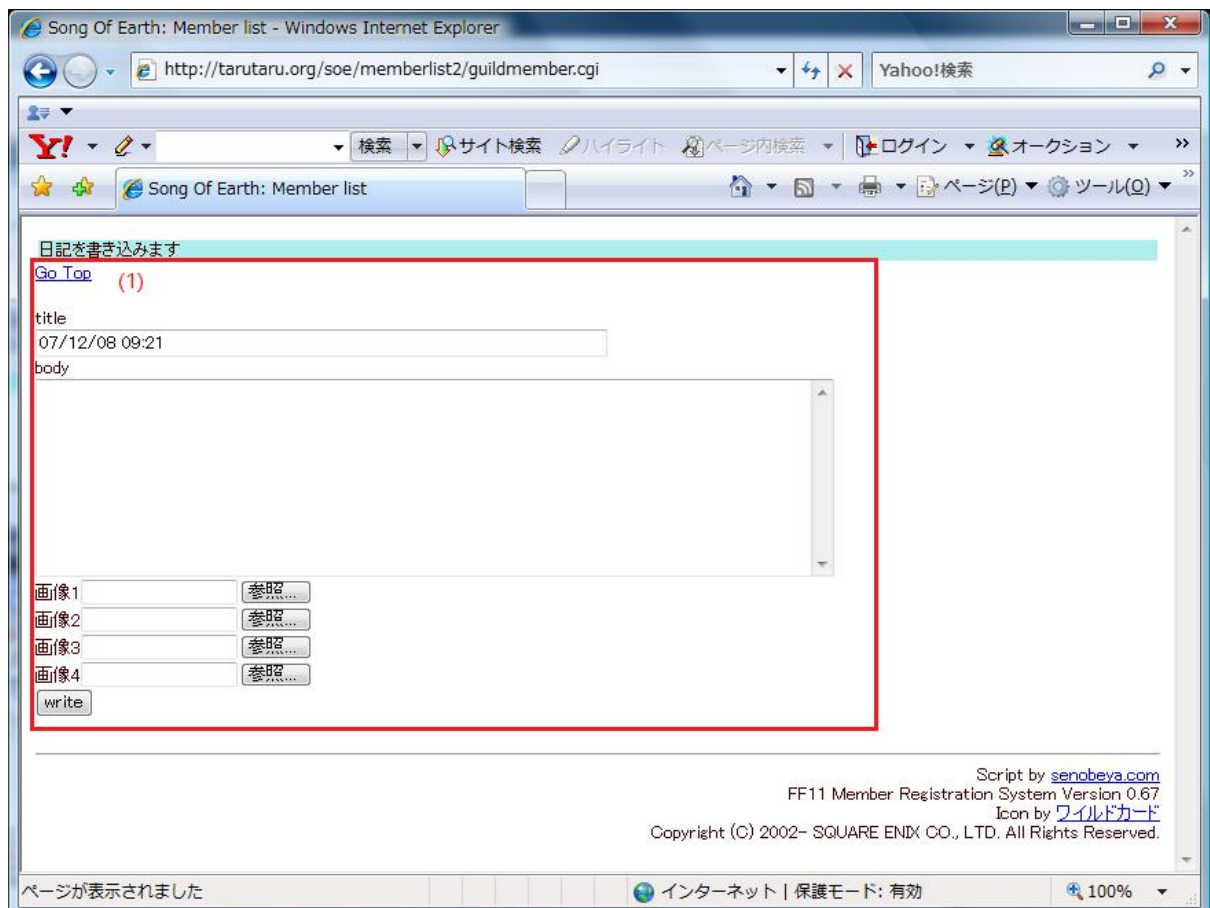 Song Of Earth: Member list - Windows Internet Explorer
http://tarutaru.org/soe/memberlist2/guildmember.cgi Yahoo!検索
Y! 検索 サイト検索 ハイライト ページ内検索 ログイン オークション »
Song Of Earth: Member list ページ(P) ツール(O) »
日記を書き込みます
Go Top (1)
title
07/12/08 09:21
body
画像1 参照...
画像2 参照...
画像3 参照...
画像4 参照...
write
Script by senobeya.com
FF11 Member Registration System Version 0.67
Icon by ワイルドカード
Copyright (C) 2002- SQUARE ENIX CO., LTD. All Rights Reserved.
ページが表示されました インターネット | 保護モード: 有効 100%